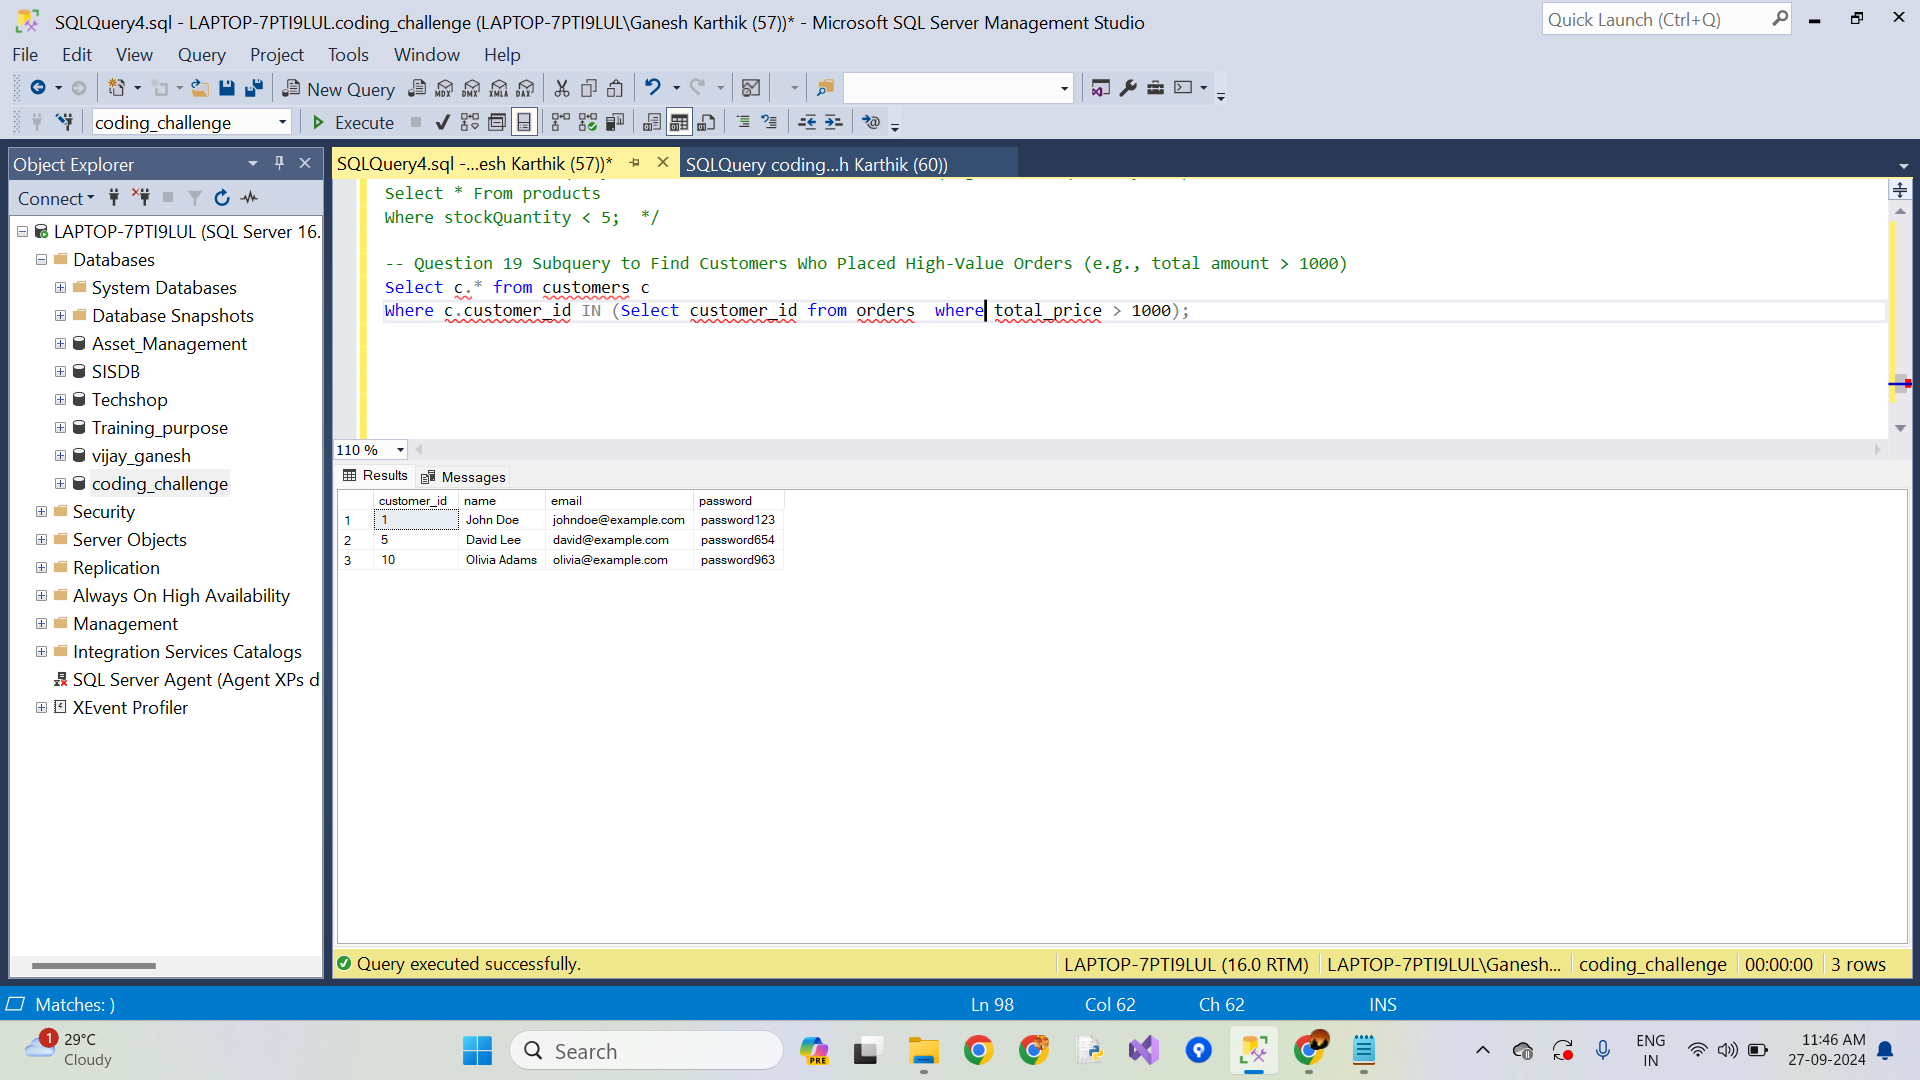 SQLQuery4.sql - LAPTOP-7PTI9LUL.coding_challenge (LAPTOP-7PTI9LUL\Ganesh Karthik (57))* - Microsoft SQL Server Management Studio
Quick Launch (Ctrl+Q)
File Edit View Query Project Tools Window Help
New Query
MDX DMX XMLA DAX
coding_challenge
Execute
Object Explorer
SQLQuery4.sql -...esh Karthik (57))*
SQLQuery coding...h Karthik (60))
Connect
LAPTOP-7PTI9LUL (SQL Server 16.
Databases
System Databases
Database Snapshots
Asset_Management
SISDB
Techshop
Training_purpose
vijay_ganesh
coding_challenge
Security
Server Objects
Replication
Always On High Availability
Management
Integration Services Catalogs
SQL Server Agent (Agent XPs d
XEvent Profiler
Select * From products
Where stockQuantity < 5;  */
-- Question 19 Subquery to Find Customers Who Placed High-Value Orders (e.g., total amount > 1000)
Select c.* from customers c
Where c.customer_id IN (Select customer_id from orders  where total_price > 1000);
110 %
Results Messages
customer_id name email password
1 1 John Doe johndoe@example.com password123
2 5 David Lee david@example.com password654
3 10 Olivia Adams olivia@example.com password963
Query executed successfully.
LAPTOP-7PTI9LUL (16.0 RTM) LAPTOP-7PTI9LUL\Ganesh... coding_challenge 00:00:00 3 rows
Matches: )
Ln 98 Col 62 Ch 62 INS
1
29°C
Cloudy
Search
PRE
ENG
IN
11:46 AM
27-09-2024